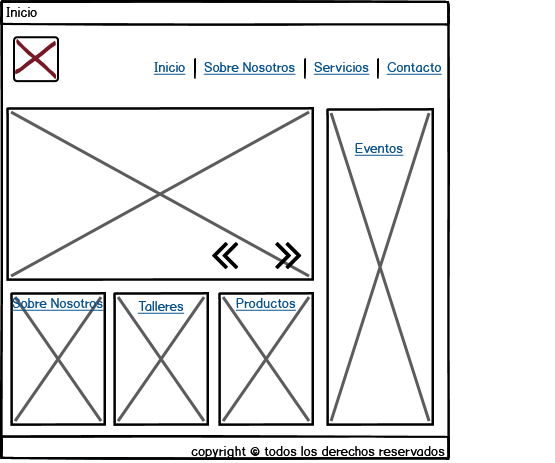 Inicio
Inicio | Sobre Nosotros | Servicios | Contacto
Eventos
Sobre Nosotros
Talleres
Productos
copyright © todos los derechos reservados